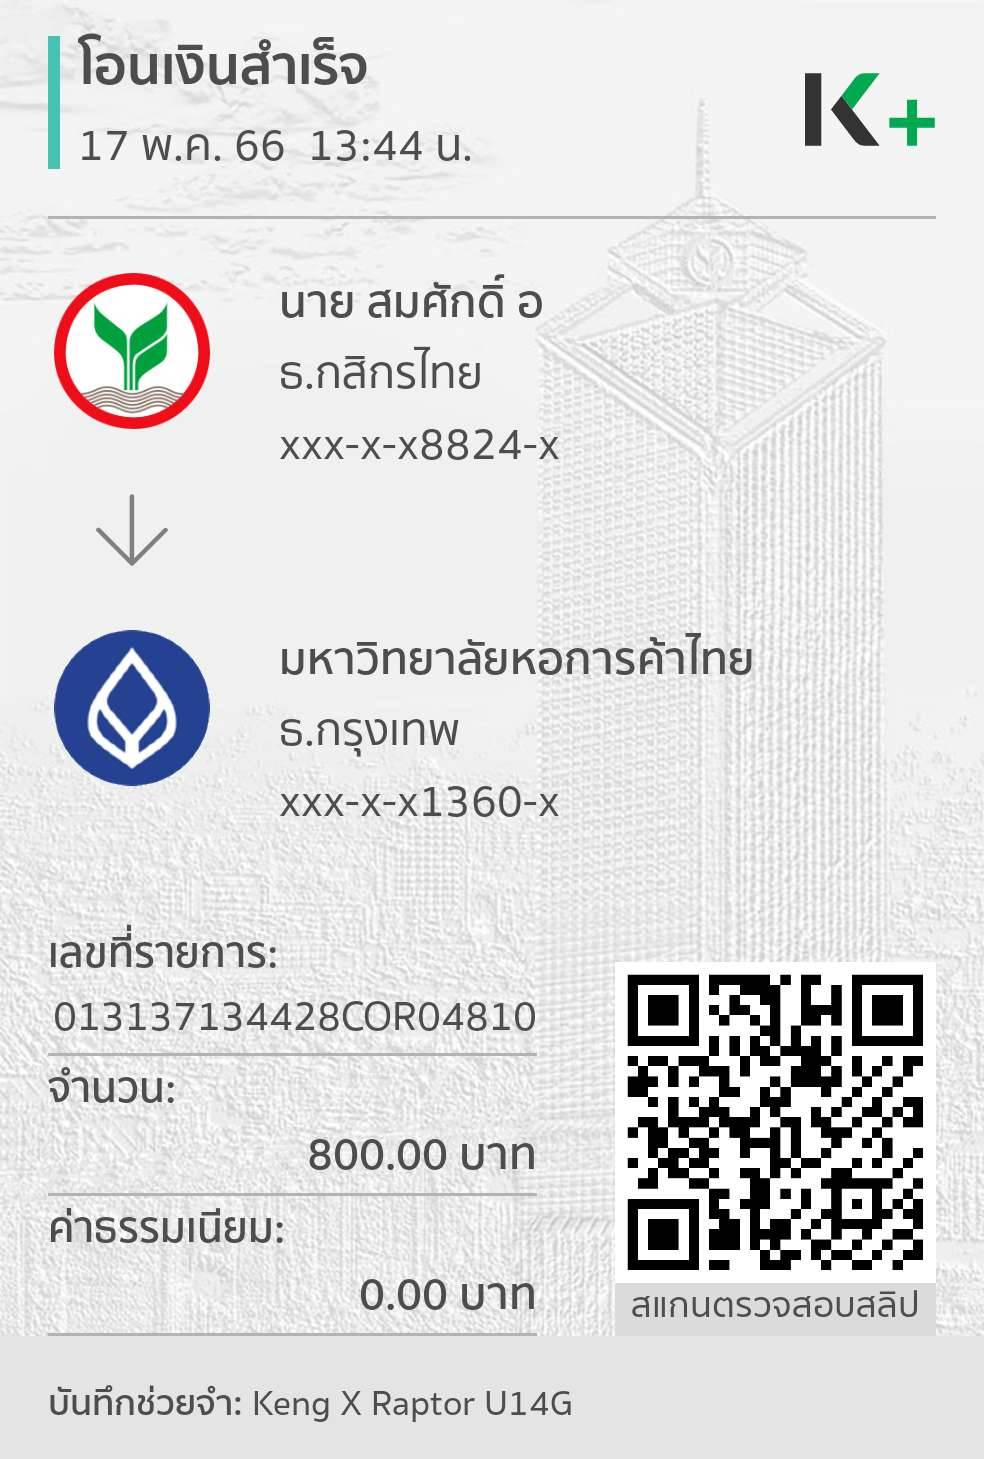 โอนเงินสำเร็จ
17 พ.ค. 66 13:44 น.
K+
นาย สมศักดิ์ อ
ธ.กสิกรไทย
xxx-x-x8824-x
มหาวิทยาลัยหอการค้าไทย
ธ.กรุงเทพ
xxx-x-x1360-x
เลขที่รายการ:
013137134428COR04810
จำนวน:
800.00 บาท
ค่าธรรมเนียม:
0.00 บาท
สแกนตรวจสอบสลิป
บันทึกช่วยจำ: Keng X Raptor U14G